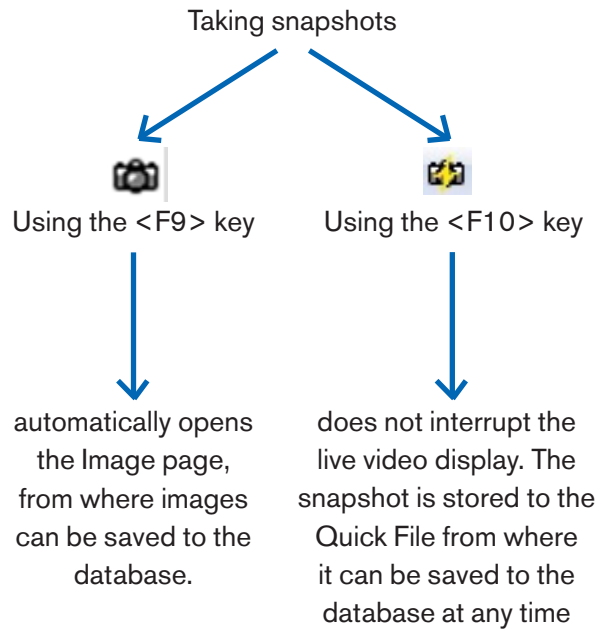 Taking snapshots
Using the <F9> key
Using the <F10> key
automatically opens
the Image page,
from where images
can be saved to the
database.
does not interrupt the
live video display. The
snapshot is stored to the
Quick File from where
it can be saved to the
database at any time